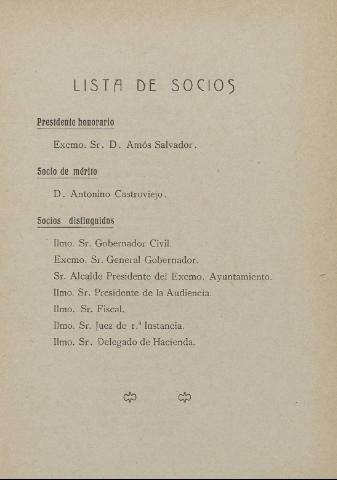 LISTA DE SOCIOS
Presidente honorario
Excmo. Sr. D. Amós Salvador.
Socio de mérito
D. Antonino Castroviejo.
Socios distinguidos
Ilmo. Sr. Gobernador Civil.
Excmo. Sr. General Gobernador.
Sr. Alcalde Presidente del Excmo. Ayuntamiento.
Ilmo. Sr. Presidente de la Audiencia.
Ilmo. Sr. Fiscal.
Ilmo. Sr. Juez de 1.ª Instancia.
Ilmo. Sr. Delegado de Hacienda.